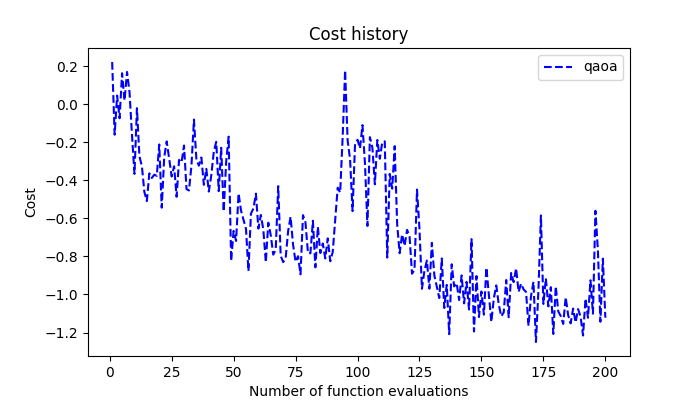 Cost history
qaoa
Cost
0.2
0.0
−0.2
−0.4
−0.6
−0.8
−1.0
−1.2
0 25 50 75 100 125 150 175 200
Number of function evaluations